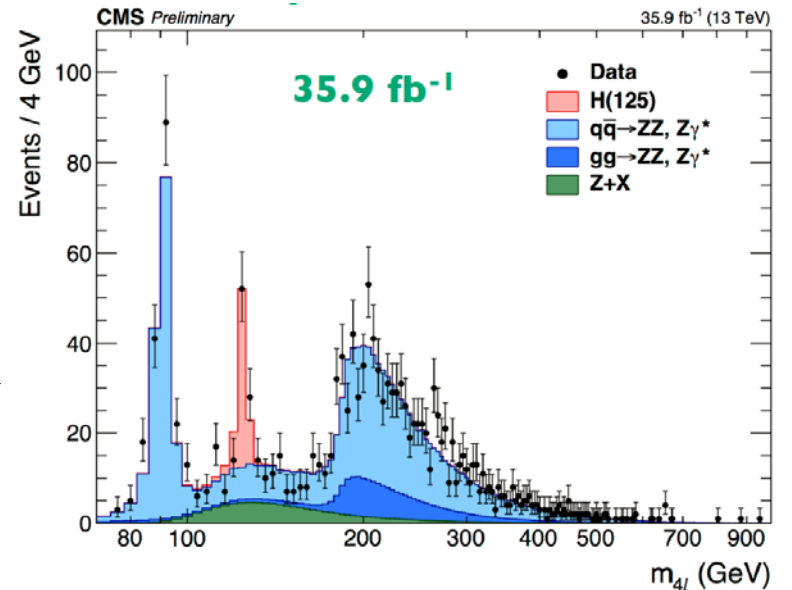 CMS Preliminary 35.9 fb⁻¹ (13 TeV)
35.9 fb⁻¹
Events / 4 GeV
100
80
60
40
20
0
Data
H(125)
qq̄→ZZ, Zγ*
gg→ZZ, Zγ*
Z+X
80 100 200 300 400 500 700 900
m4l (GeV)